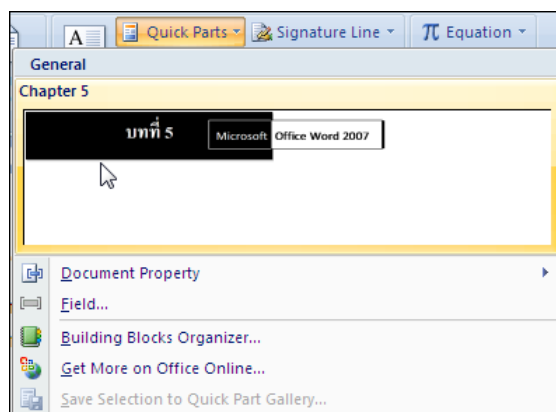 A Quick Parts Signature Line π Equation
General
Chapter 5
บทที่ 5 Microsoft Office Word 2007
Document Property
Field...
Building Blocks Organizer...
Get More on Office Online...
Save Selection to Quick Part Gallery...